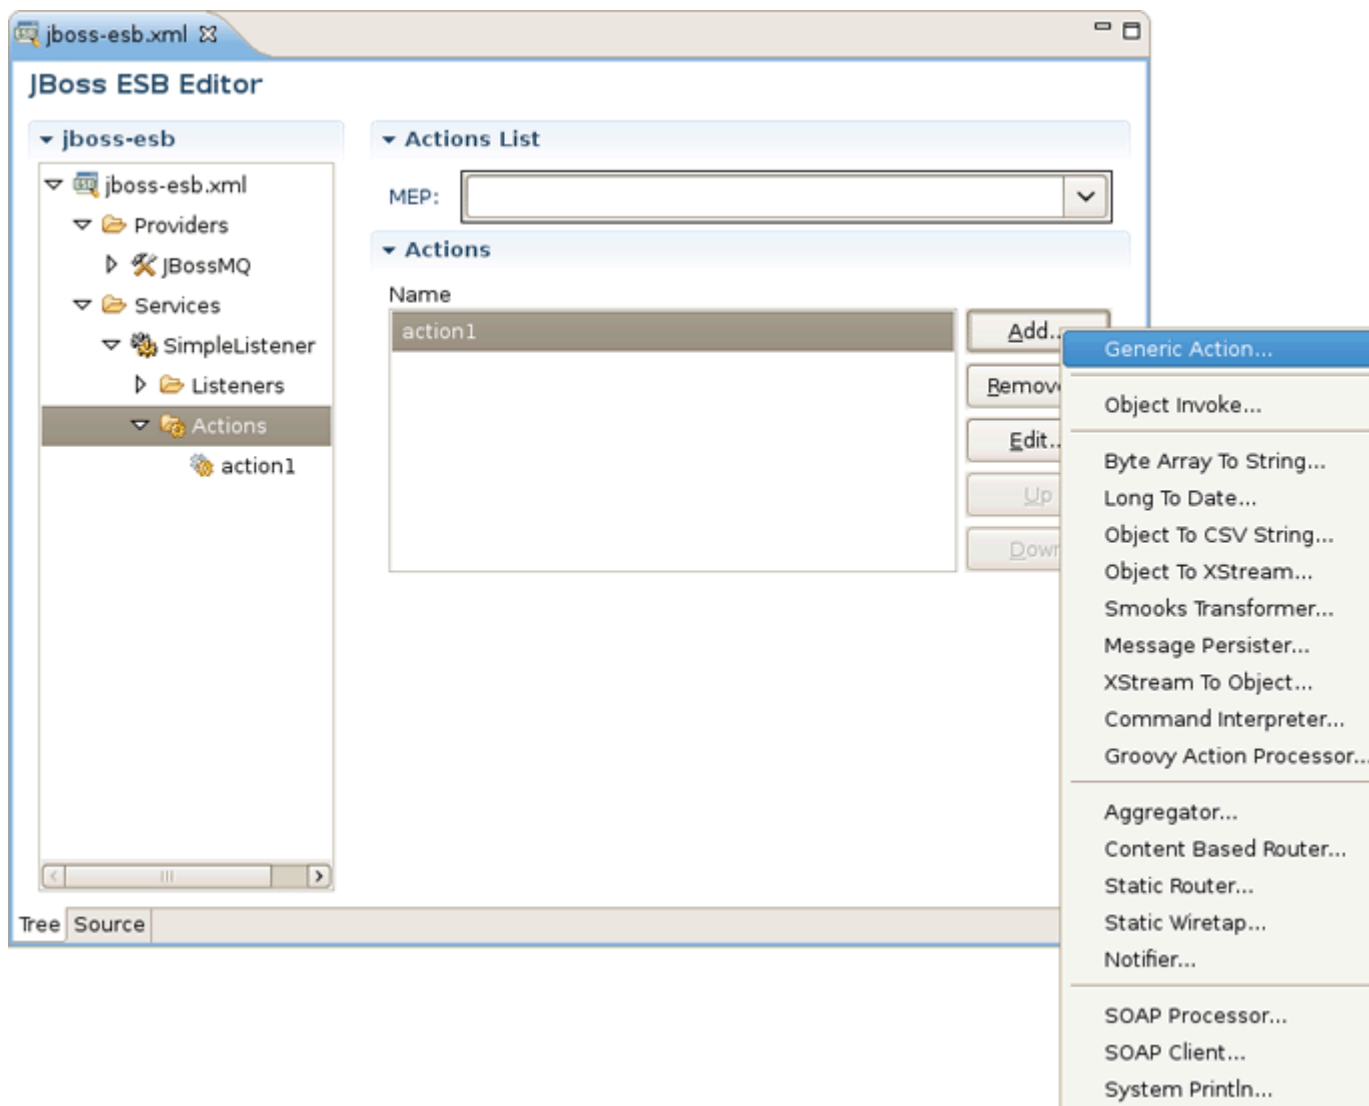 jboss-esb.xml
JBoss ESB Editor
jboss-esb
jboss-esb.xml
Providers
JBossMQ
Services
SimpleListener
Listeners
Actions
action1
Actions List
MEP:
Actions
Name
action1
Add..
Remov
Edit..
Up
Down
Generic Action...
Object Invoke...
Byte Array To String...
Long To Date...
Object To CSV String...
Object To XStream...
Smooks Transformer...
Message Persister...
XStream To Object...
Command Interpreter...
Groovy Action Processor...
Aggregator...
Content Based Router...
Static Router...
Static Wiretap...
Notifier...
SOAP Processor...
SOAP Client...
System Println...
Tree Source